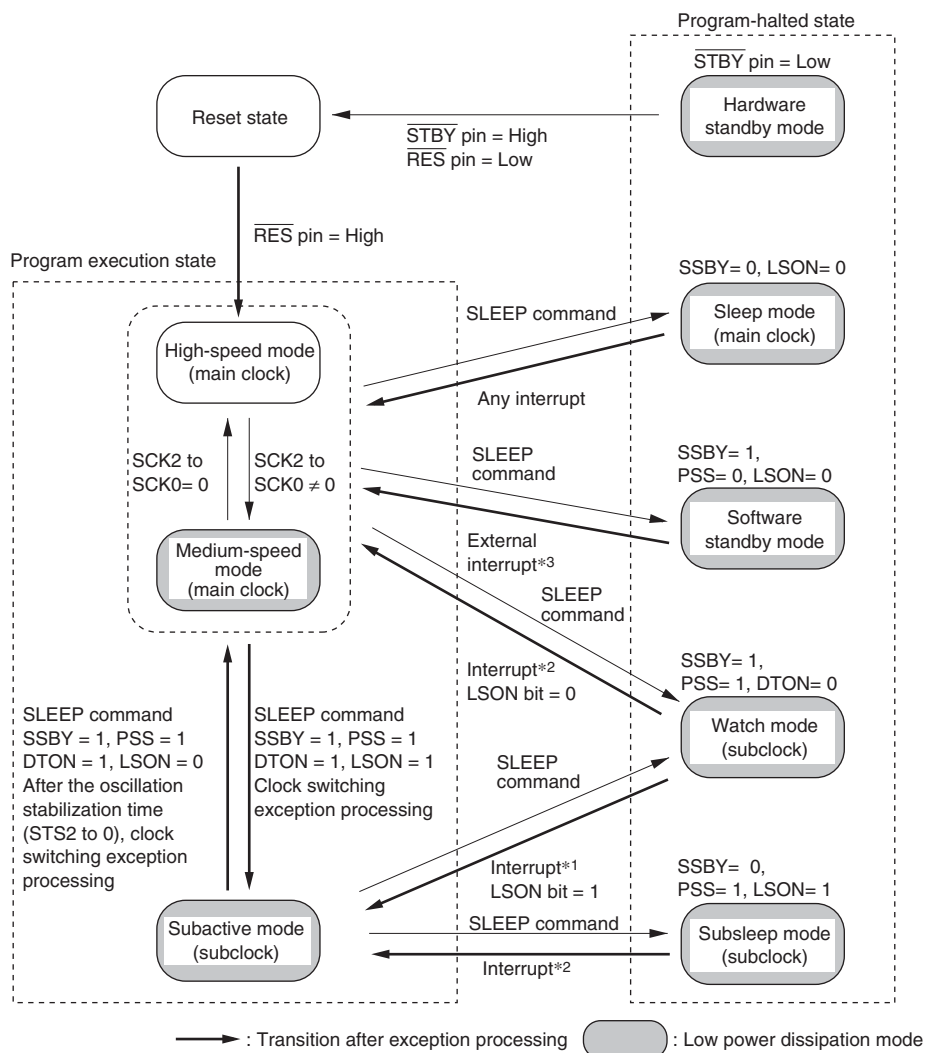 Program-halted state
STBY pin = Low
Hardware
standby mode
Reset state
STBY pin = High
RES pin = Low
RES pin = High
Program execution state
SSBY= 0, LSON= 0
Sleep mode
(main clock)
SLEEP command
Any interrupt
High-speed mode
(main clock)
SCK2 to
SCK0= 0
SCK2 to
SCK0 ≠ 0
Medium-speed
mode
(main clock)
SLEEP
command
SSBY= 1,
PSS= 0, LSON= 0
Software
standby mode
External
interrupt*3
SLEEP
command
Interrupt*2
LSON bit = 0
SSBY= 1,
PSS= 1, DTON= 0
Watch mode
(subclock)
SLEEP command
SSBY = 1, PSS = 1
DTON = 1, LSON = 0
After the oscillation
stabilization time
(STS2 to 0), clock
switching exception
processing
SLEEP command
SSBY = 1, PSS = 1
DTON = 1, LSON = 1
Clock switching
exception processing
SLEEP
command
Interrupt*1
LSON bit = 1
SSBY= 0,
PSS= 1, LSON= 1
Subactive mode
(subclock)
SLEEP command
Interrupt*2
Subsleep mode
(subclock)
: Transition after exception processing
: Low power dissipation mode